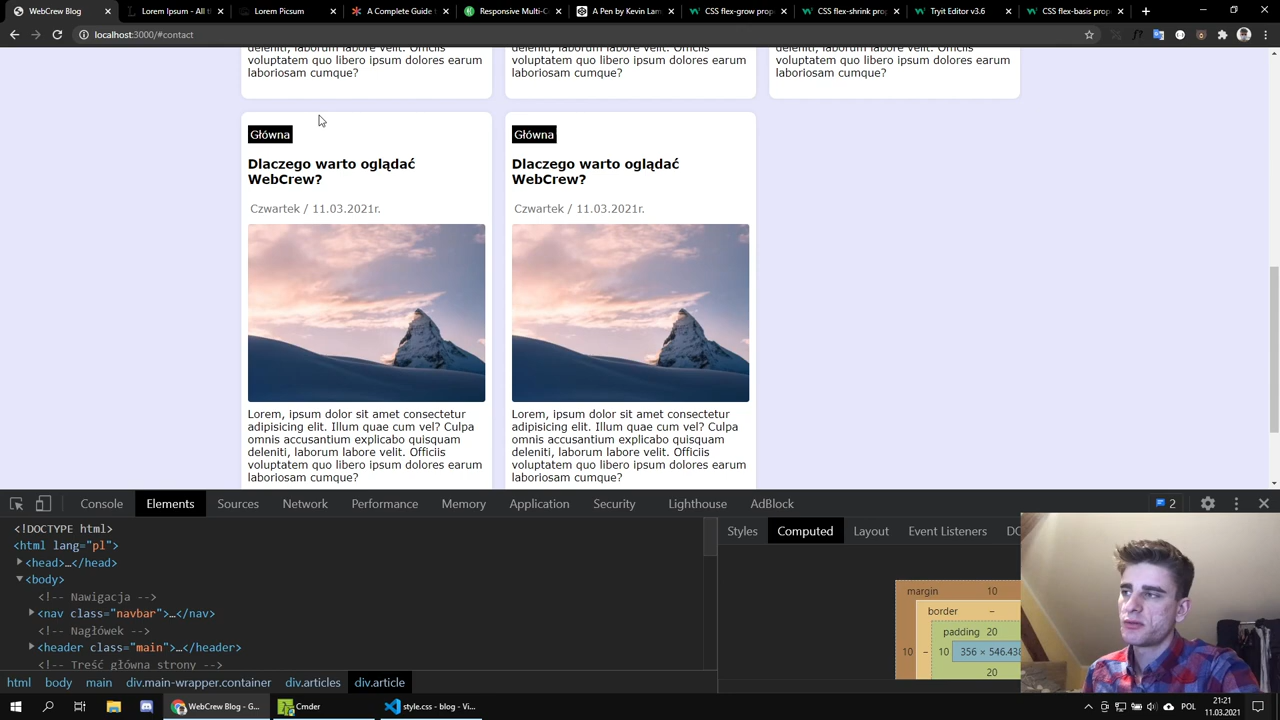 WebCrew Blog
Lorem Ipsum - All t
Lorem Picsum
A Complete Guide t
Responsive Multi-C
A Pen by Kevin Lam
CSS flex-grow prop
CSS flex-shrink pro
Tryit Editor v3.6
CSS flex-basis prop
localhost:3000/#contact
deleniti, laborum labore velit. Officiis
voluptatem quo libero ipsum dolores earum
laboriosam cumque?
deleniti, laborum labore velit. Officiis
voluptatem quo libero ipsum dolores earum
laboriosam cumque?
deleniti, laborum labore velit. Officiis
voluptatem quo libero ipsum dolores earum
laboriosam cumque?
Główna
Dlaczego warto oglądać
WebCrew?
Czwartek / 11.03.2021r.
Lorem, ipsum dolor sit amet consectetur
adipisicing elit. Illum quae cum vel? Culpa
omnis accusantium explicabo quisquam
deleniti, laborum labore velit. Officiis
voluptatem quo libero ipsum dolores earum
laboriosam cumque?
Główna
Dlaczego warto oglądać
WebCrew?
Czwartek / 11.03.2021r.
Lorem, ipsum dolor sit amet consectetur
adipisicing elit. Illum quae cum vel? Culpa
omnis accusantium explicabo quisquam
deleniti, laborum labore velit. Officiis
voluptatem quo libero ipsum dolores earum
laboriosam cumque?
Console Elements Sources Network Performance Memory Application Security Lighthouse AdBlock 2
<!DOCTYPE html>
<html lang="pl">
<head>…</head>
<body>
<!-- Nawigacja -->
<nav class="navbar">…</nav>
<!-- Nagłówek -->
<header class="main">…</header>
<!-- Treść główna strony -->
html body main div.main-wrapper.container div.articles div.article
Styles Computed Layout Event Listeners DO
margin 10
border –
padding 20
10 – 10 356 × 546.438
20
WebCrew Blog - G...
Cmder
style.css - blog - Vi...
POL
21:21
11.03.2021